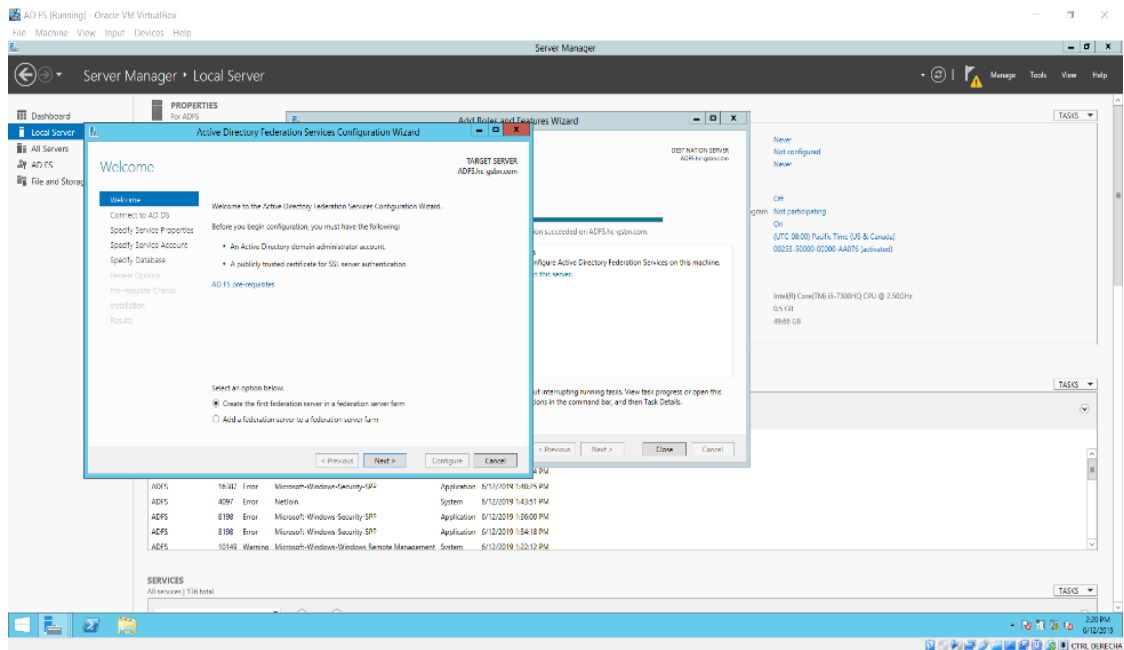 AD FS [Running] - Oracle VM VirtualBox
File Machine View Input Devices Help
Server Manager
Server Manager • Local Server
Manage Tools View Help
Dashboard
Local Server
All Servers
AD FS
File and Storag
PROPERTIES
For ADFS
TASKS
Add Roles and Features Wizard
DESTINATION SERVER
ADFS.hc-gsbn.com
ion succeeded on ADFS.hc-gsbn.com.
nfigure Active Directory Federation Services on this machine.
n this server.
ut interrupting running tasks. View task progress or open this
tions in the command bar, and then Task Details.
< Previous Next > Close Cancel
Active Directory Federation Services Configuration Wizard
Welcome
TARGET SERVER
ADFS.hc-gsbn.com
Welcome
Connect to AD DS
Specify Service Properties
Specify Service Account
Specify Database
Review Options
Pre-requisite Checks
Installation
Results
Welcome to the Active Directory Federation Services Configuration Wizard.
Before you begin configuration, you must have the following:
• An Active Directory domain administrator account.
• A publicly trusted certificate for SSL server authentication.
AD FS pre-requisites
Select an option below:
Create the first federation server in a federation server farm
Add a federation server to a federation server farm
< Previous Next > Configure Cancel
Never
Not configured
Never
Off
ogram Not participating
On
(UTC-08:00) Pacific Time (US & Canada)
00253-50000-00000-AA076 (activated)
Intel(R) Core(TM) i5-7300HQ CPU @ 2.50GHz
0.5 GB
49.66 GB
TASKS
4 PM
ADFS 16382 Error Microsoft-Windows-Security-SPP Application 6/12/2019 1:48:25 PM
ADFS 4097 Error NetJoin System 6/12/2019 1:43:51 PM
ADFS 8198 Error Microsoft-Windows-Security-SPP Application 6/12/2019 1:36:00 PM
ADFS 8198 Error Microsoft-Windows-Security-SPP Application 6/12/2019 1:34:18 PM
ADFS 10149 Warning Microsoft-Windows-Windows Remote Management System 6/12/2019 1:22:12 PM
SERVICES
All services | 136 total
TASKS
2:20 PM
6/12/2019
CTRL DERECHA